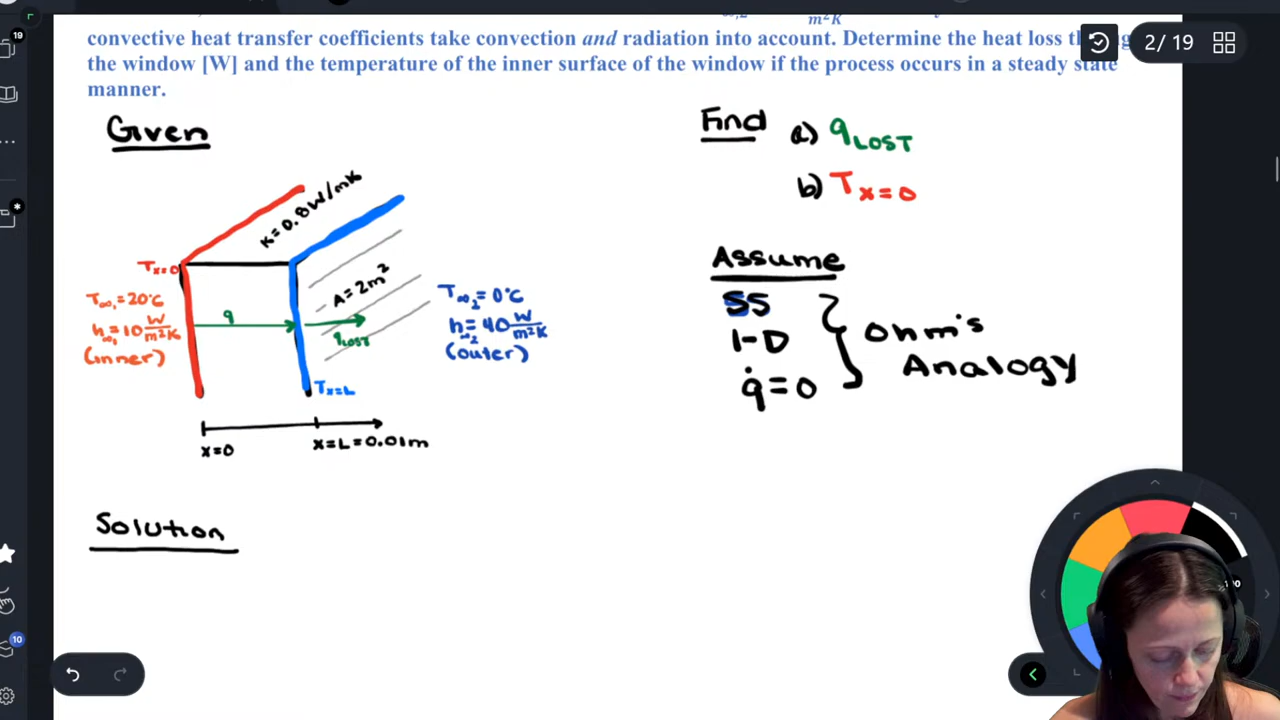 m²K
convective heat transfer coefficients take convection and radiation into account. Determine the heat loss
the window [W] and the temperature of the inner surface of the window if the process occurs in a steady state
manner.
2 / 19
19
10
Given
K=0.8 W/mK
A=2m²
Tx=0
T∞,=20°C
h∞,=10 W/m²K
(inner)
q
qLOST
T∞2=0°C
h∞2=40 W/m²K
(outer)
Tx=L
x=0
x=L=0.01m
Find a) qLOST
b) Tx=0
Assume
SS
1-D
q̇=0
Ohm's
Analogy
Solution